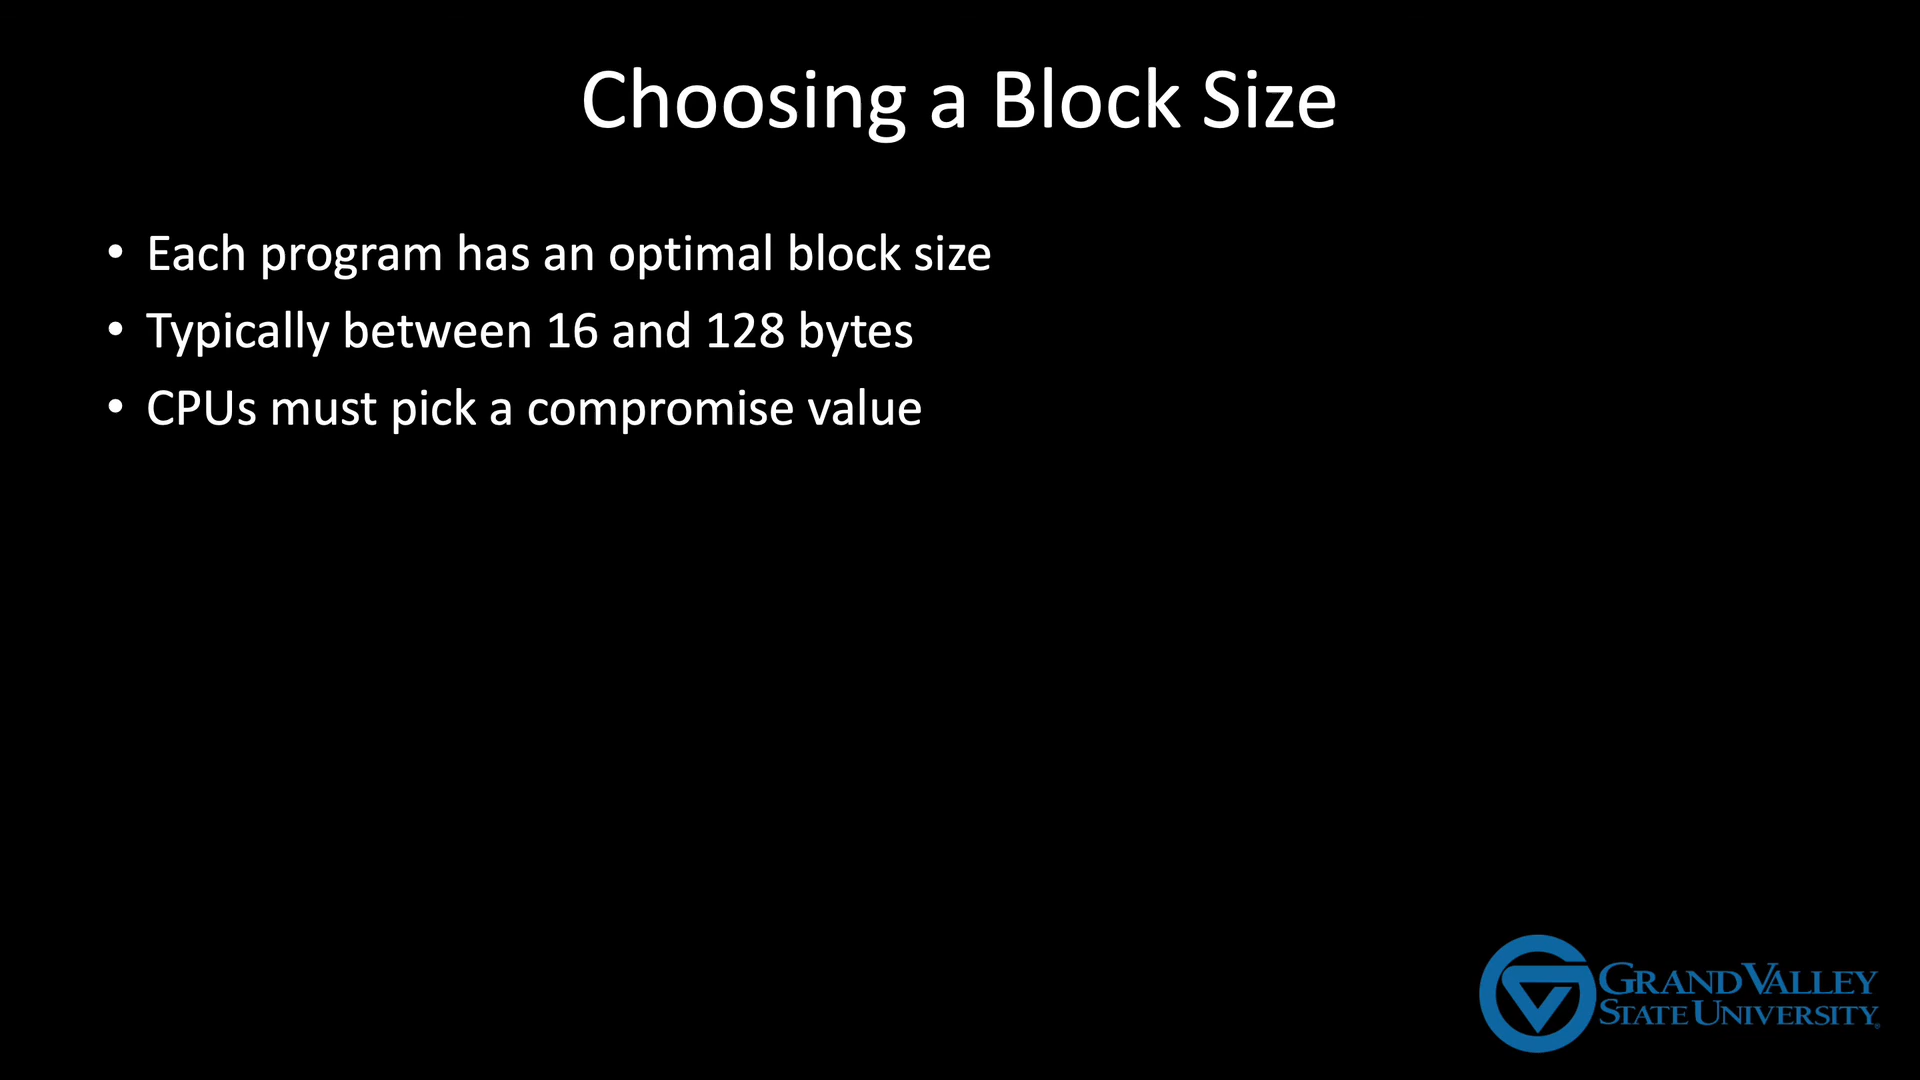 Choosing a Block Size
• Each program has an optimal block size
• Typically between 16 and 128 bytes
• CPUs must pick a compromise value
GRAND VALLEY
STATE UNIVERSITY®